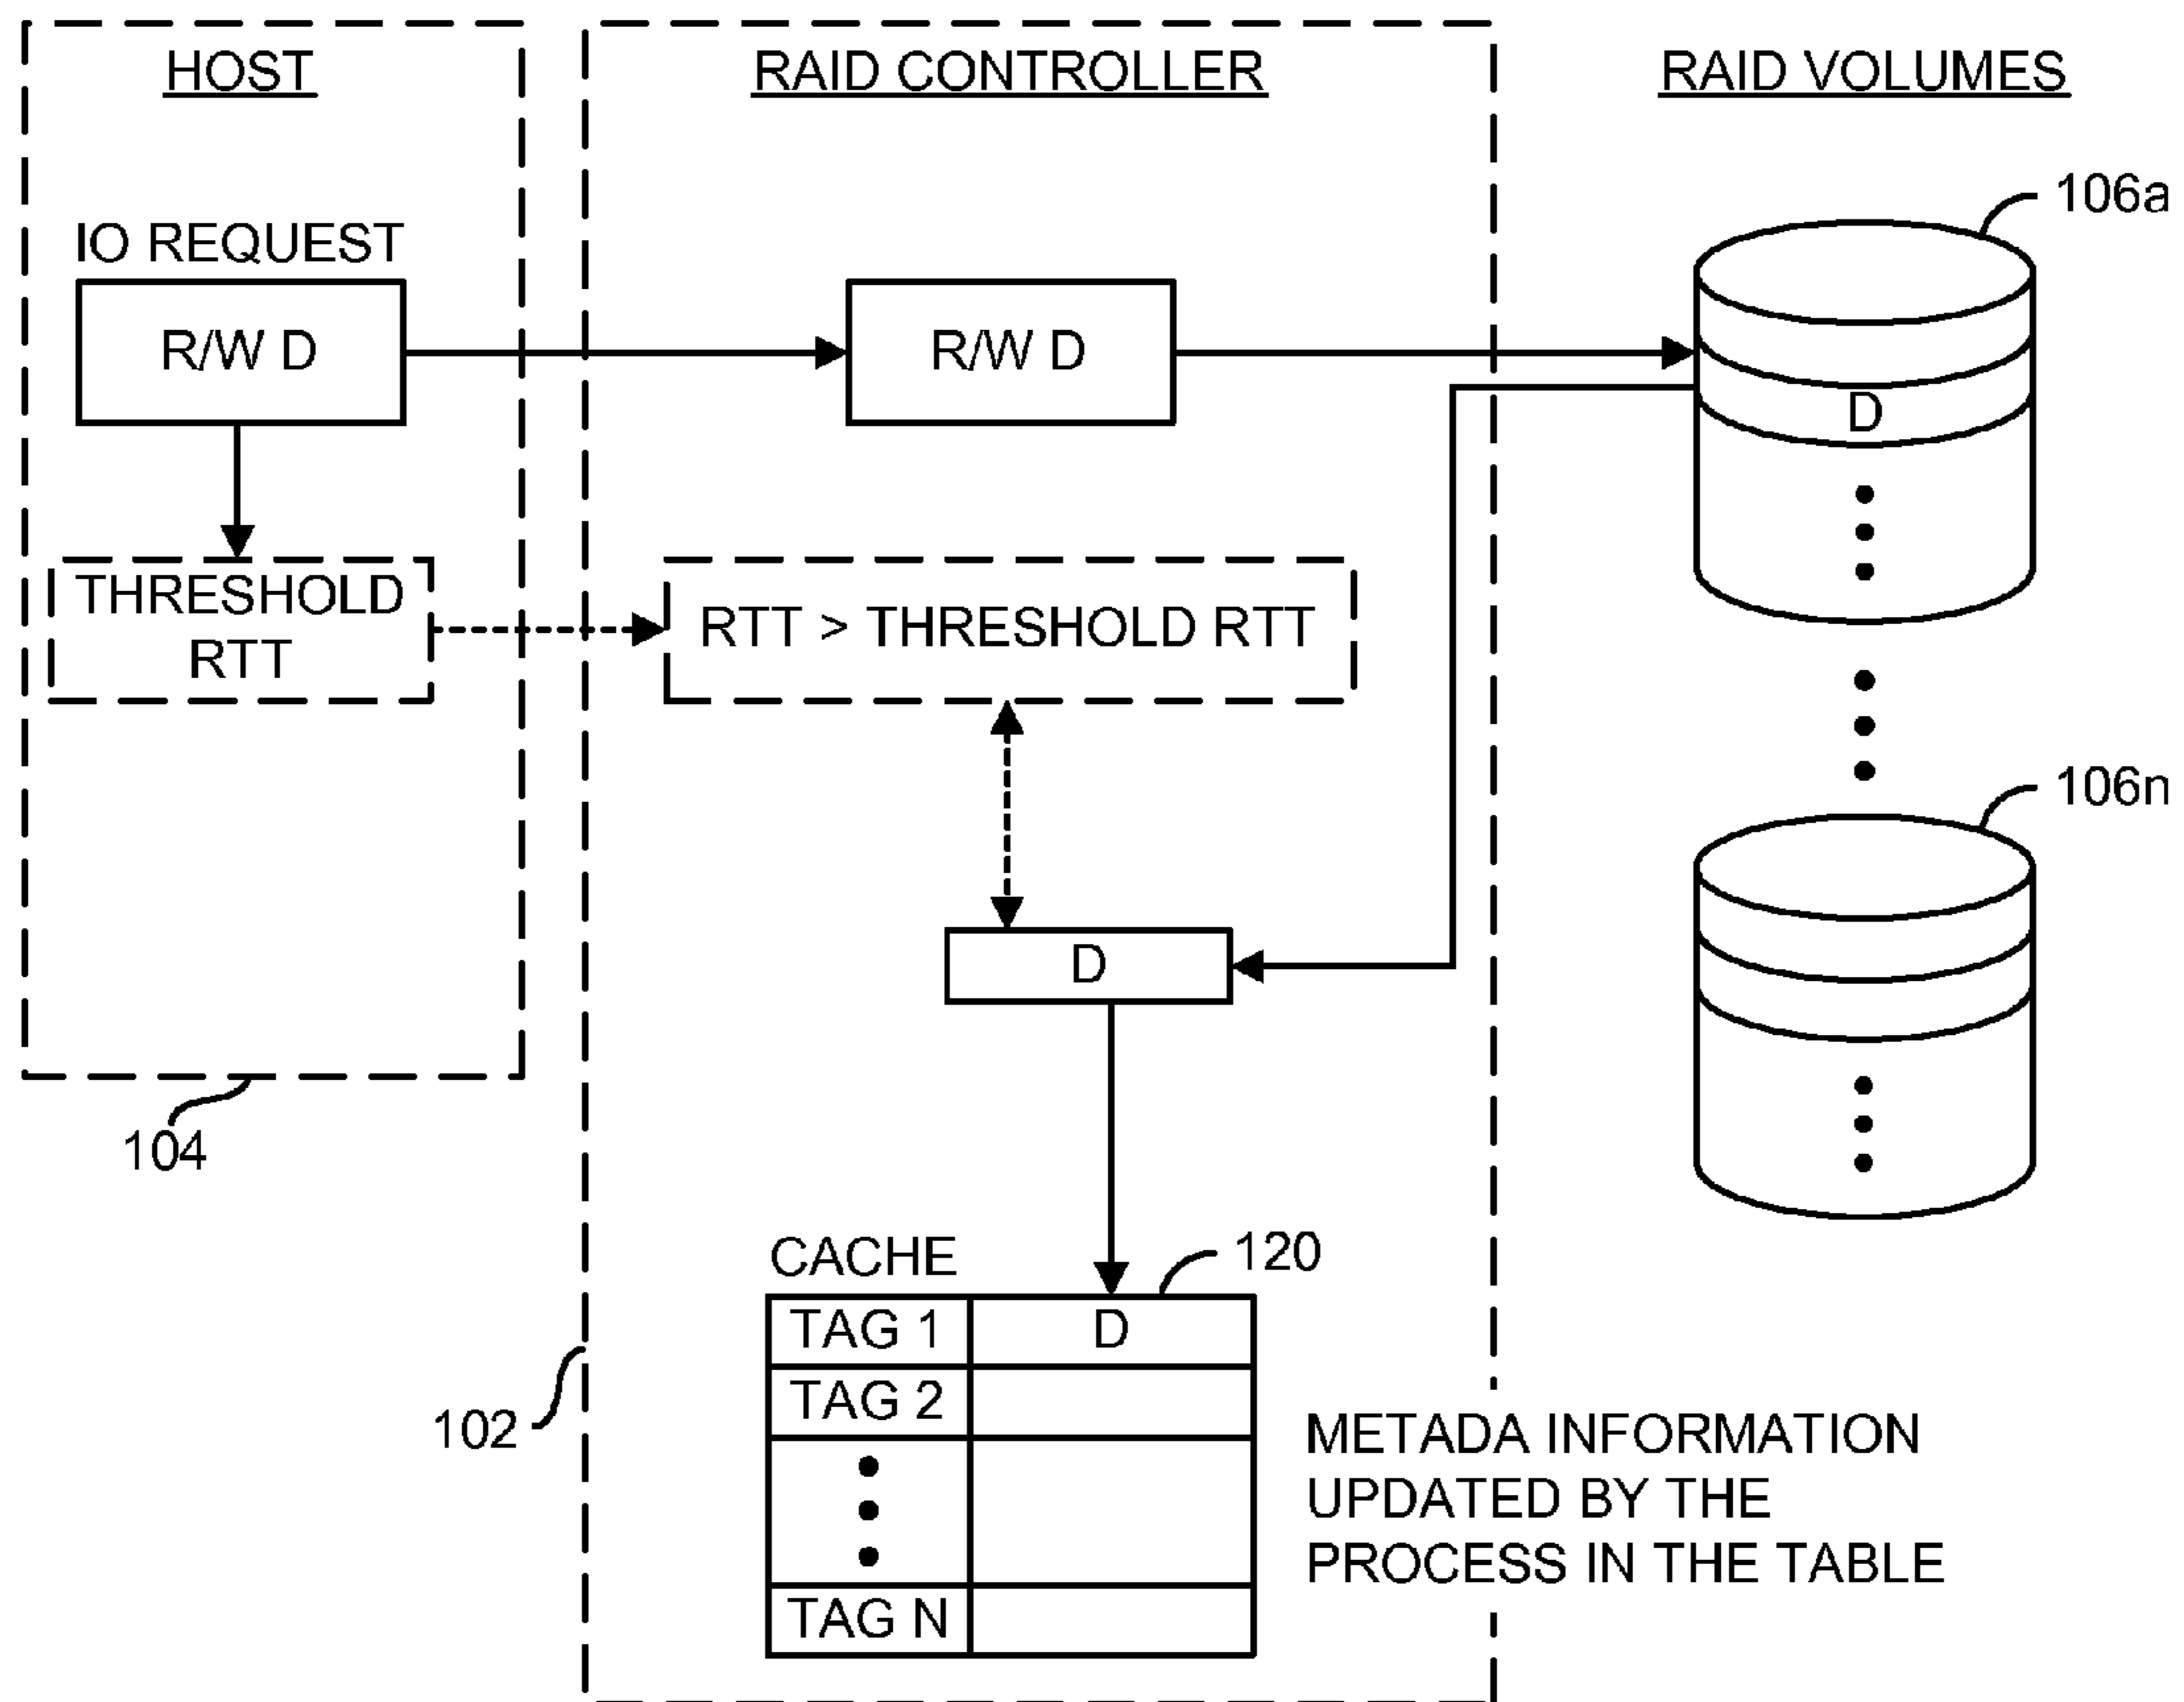 HOST
RAID CONTROLLER
RAID VOLUMES
106a
IO REQUEST
R/W D
R/W D
D
THRESHOLD
RTT
RTT > THRESHOLD RTT
106n
D
104
CACHE
120
TAG 1
D
TAG 2
102
TAG N
METADA INFORMATION
UPDATED BY THE
PROCESS IN THE TABLE